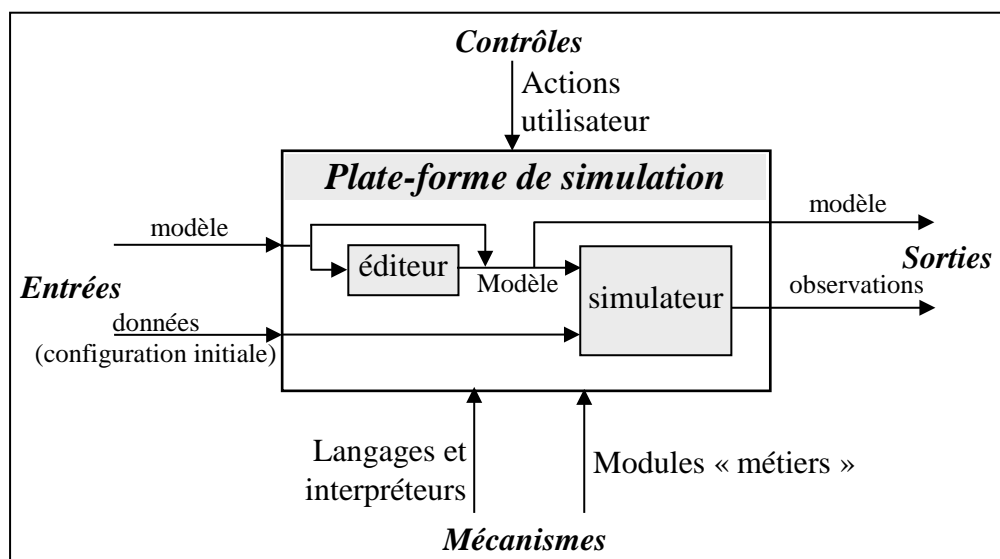 Contrôles
Actions
utilisateur
Plate-forme de simulation
modèle
modèle
éditeur
Modèle
simulateur
Sorties
Entrées
observations
données
(configuration initiale)
Langages et
interpréteurs
Modules « métiers »
Mécanismes